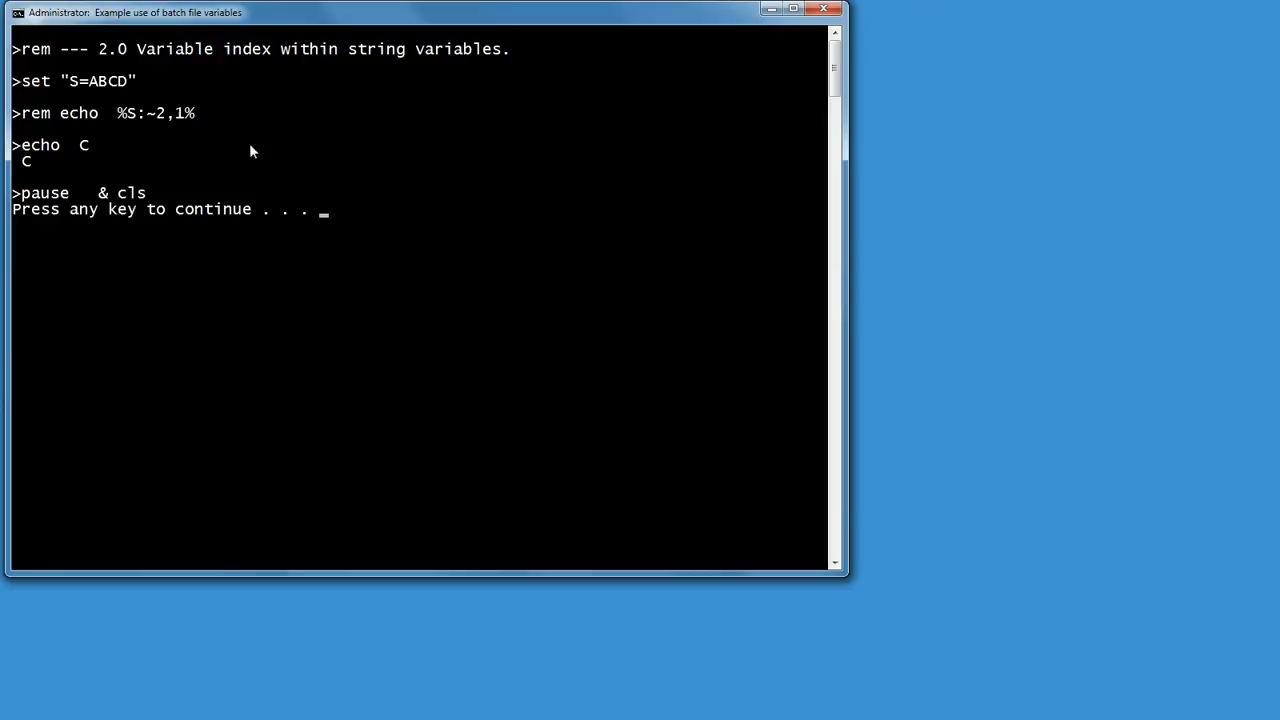 Administrator: Example use of batch file variables
>rem --- 2.0 Variable index within string variables.
>set "S=ABCD"
>rem echo  %S:~2,1%
>echo  C
 C
>pause   & cls
Press any key to continue . . . _